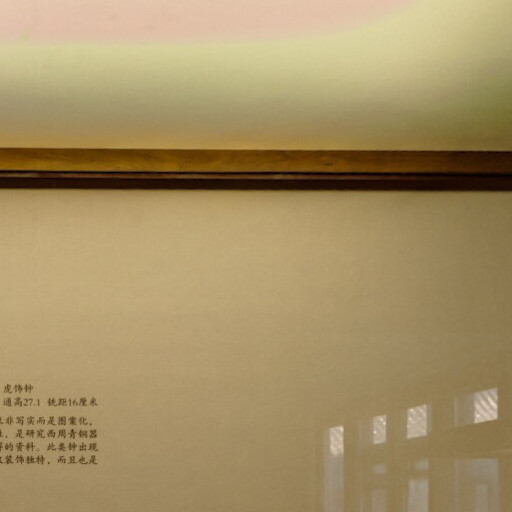 虎饰钟
通高27.1 铣距16厘米
非写实而是图案化，
，是研究西周青铜器
的资料。此类钟出现
装饰独特，而且也是